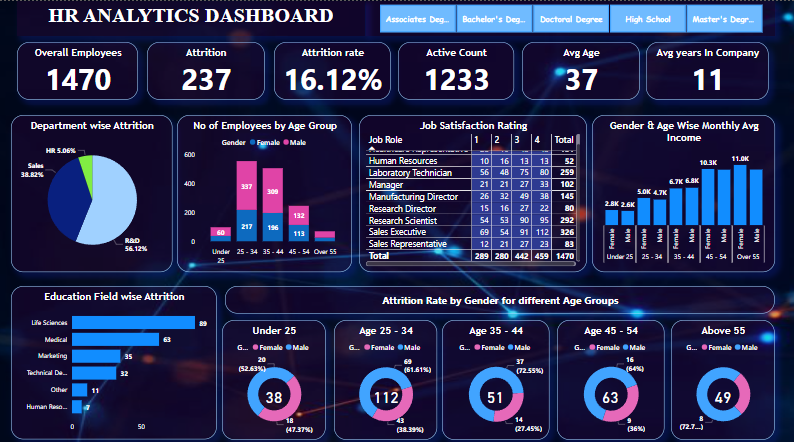 HR ANALYTICS DASHBOARD
Associates Deg... Bachelor's Deg... Doctoral Degree High School Master's Degr...
Overall Employees
1470
Attrition
237
Attrition rate
16.12%
Active Count
1233
Avg Age
37
Avg years In Company
11
Department wise Attrition
HR 5.06%
Sales
38.82%
R&D
56.12%
No of Employees by Age Group
Gender Female Male
600
400
200
0
60
337
217
309
196
132
113
Under
25
25 - 34
35 - 44
45 - 54
Over 55
Job Satisfaction Rating
Job Role 1 2 3 4 Total
Human Resources 10 16 13 13 52
Laboratory Technician 56 48 75 80 259
Manager 21 21 27 33 102
Manufacturing Director 26 32 49 38 145
Research Director 15 16 27 22 80
Research Scientist 54 53 90 95 292
Sales Executive 69 54 91 112 326
Sales Representative 12 21 27 23 83
Total 289 280 442 459 1470
Gender & Age Wise Monthly Avg
Income
2.8K 2.6K 5.0K 4.7K 6.7K 6.8K 10.3K 11.0K
Female Male Female Male Female Male Female Male Female Male
Under 25 25 - 34 35 - 44 45 - 54 Over 55
Education Field wise Attrition
Life Sciences 89
Medical 63
Marketing 35
Technical De... 32
Other 11
Human Reso... 7
0 50
Attrition Rate by Gender for different Age Groups
Under 25
G... Female Male
20
(52.63%)
38
18
(47.37%)
Age 25 - 34
G... Female Male
69
(61.61%)
112
43
(38.39%)
Age 35 - 44
G... Female Male
37
(72.55%)
51
14
(27.45%)
Age 45 - 54
G... Female Male
16
(64%)
63
9
(36%)
Above 55
G... Female Male
49
8
(72.7...)